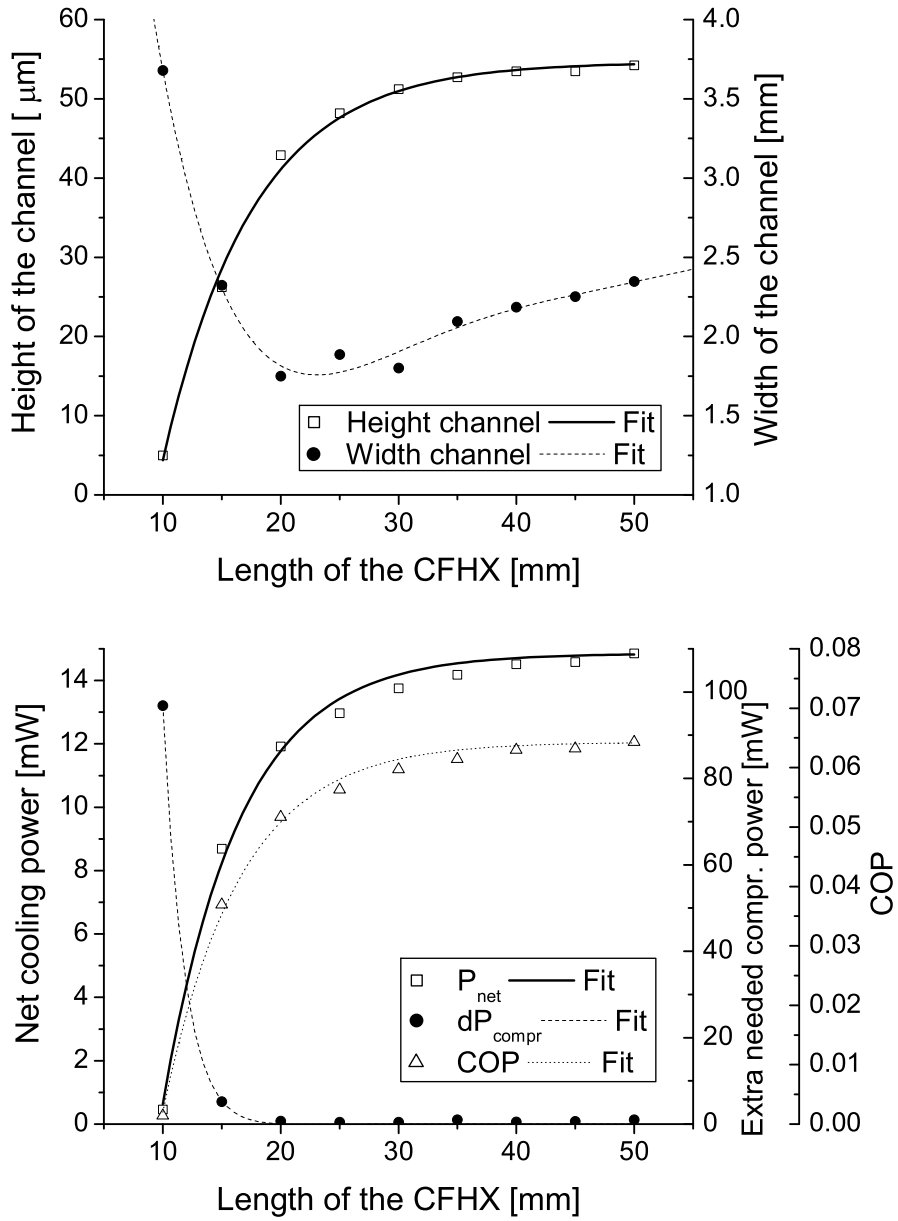 60
50
40
30
20
10
0
Height of the channel [ μm]
4.0
3.5
3.0
2.5
2.0
1.5
1.0
Width of the channel [mm]
Height channel Fit
Width channel Fit
10 20 30 40 50
Length of the CFHX [mm]
14
12
10
8
6
4
2
0
Net cooling power [mW]
100
80
60
40
20
0
Extra needed compr. power [mW]
0.08
0.07
0.06
0.05
0.04
0.03
0.02
0.01
0.00
COP
Pnet Fit
dPcompr Fit
COP Fit
10 20 30 40 50
Length of the CFHX [mm]